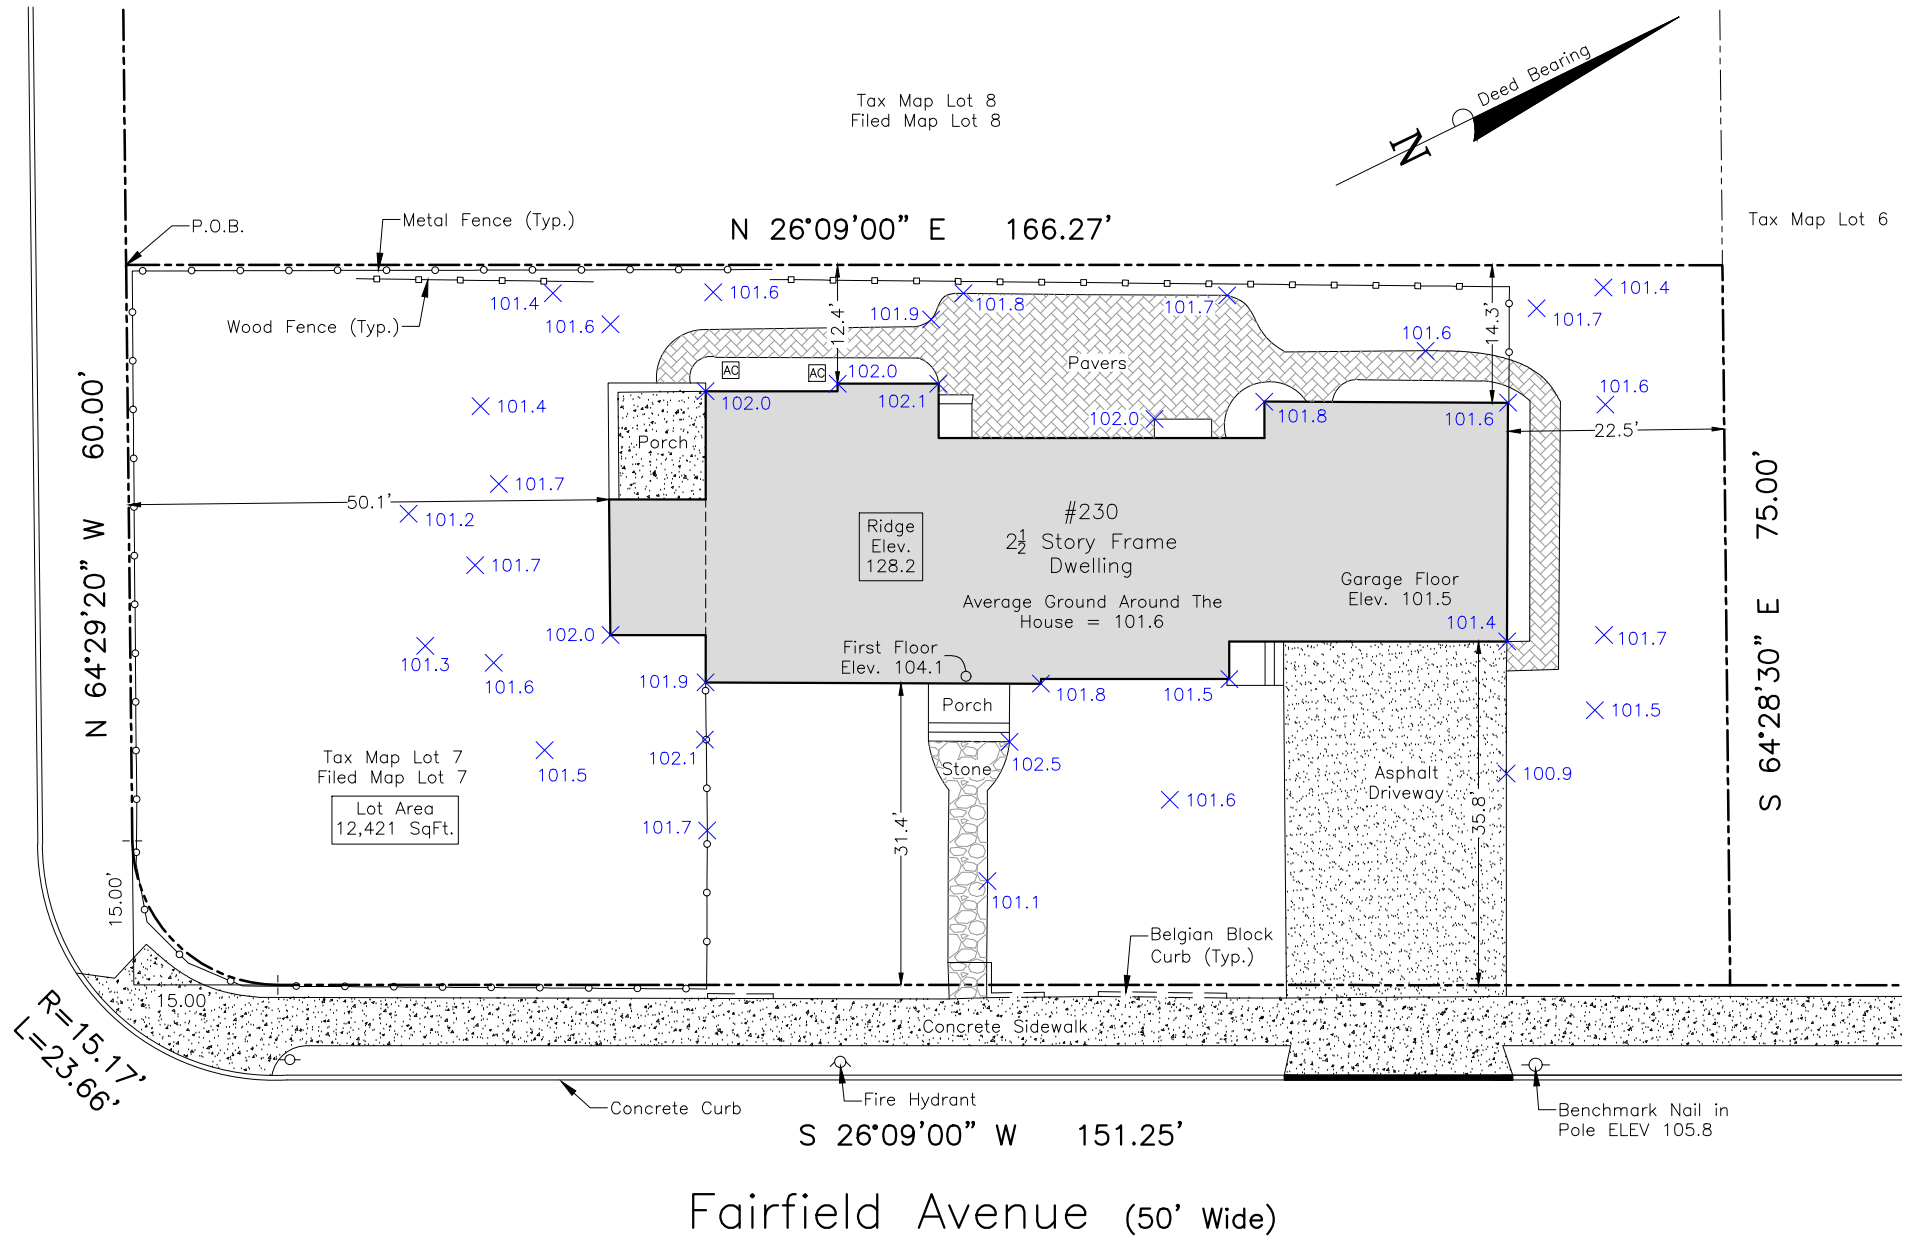 Deed Bearing
N
Tax Map Lot 8
Filed Map Lot 8
Tax Map Lot 6
P.O.B.
Metal Fence (Typ.)
N 26°09'00" E 166.27'
Wood Fence (Typ.)
101.4
101.6
101.6
101.9
101.8
101.7
101.4
101.7
101.6
12.4'
14.3'
Pavers
AC
AC
102.0
102.0
102.1
102.0
101.8
101.6
101.6
22.5'
N 64°29'20" W 60.00'
S 64°28'30" E 75.00'
101.4
Porch
101.7
50.1'
101.2
101.7
Ridge
Elev.
128.2
#230
2½ Story Frame
Dwelling
Average Ground Around The
House = 101.6
Garage Floor
Elev. 101.5
First Floor
Elev. 104.1
102.0
101.3
101.6
101.9
101.8
101.5
101.4
101.7
101.5
Porch
102.1
102.5
Stone
101.5
Tax Map Lot 7
Filed Map Lot 7
Lot Area
12,421 SqFt.
101.7
101.6
Asphalt
Driveway
100.9
31.4'
35.8'
101.1
15.00'
15.00'
Belgian Block
Curb (Typ.)
Concrete Sidewalk
R=15.17'
L=23.66'
Concrete Curb
Fire Hydrant
Benchmark Nail in
Pole ELEV 105.8
S 26°09'00" W 151.25'
Fairfield Avenue (50' Wide)